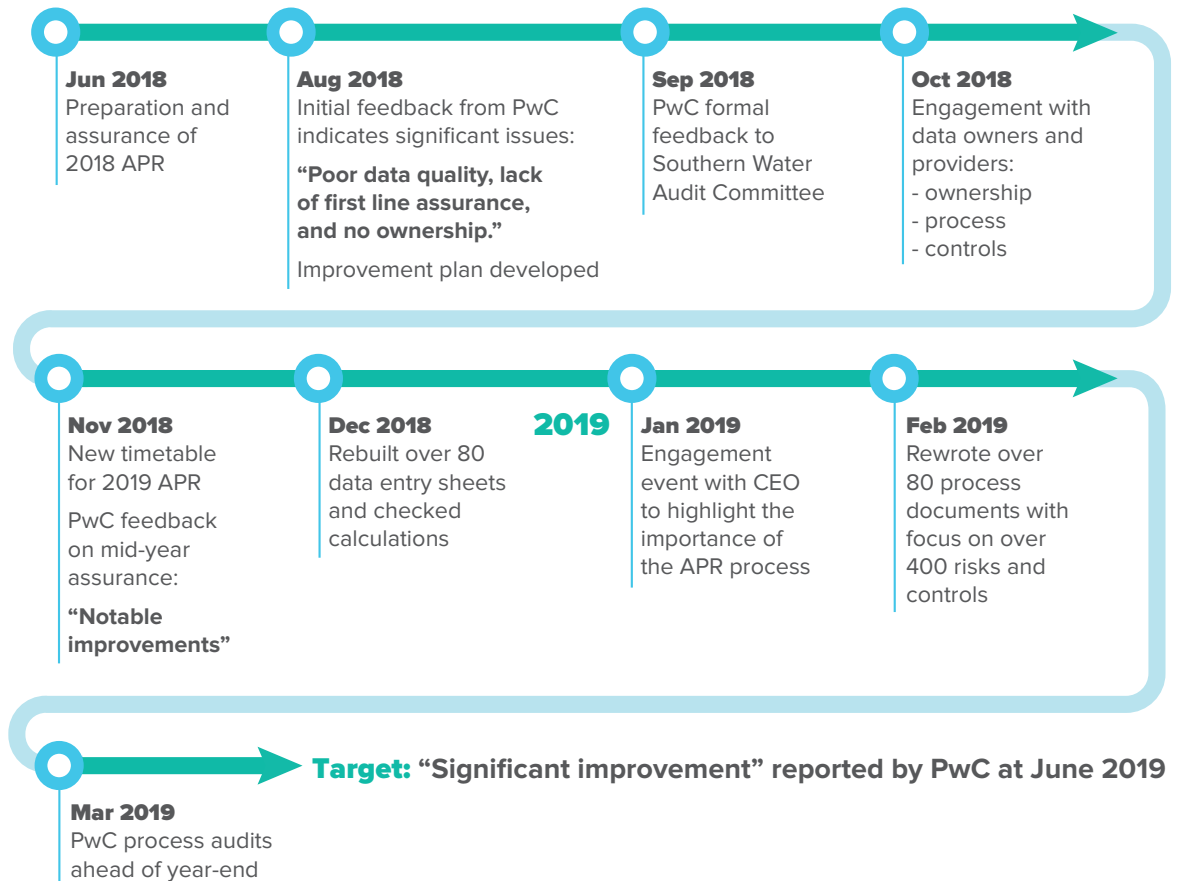 Jun 2018
Preparation and
assurance of
2018 APR
Aug 2018
Initial feedback from PwC
indicates significant issues:
“Poor data quality, lack
of first line assurance,
and no ownership.”
Improvement plan developed
Sep 2018
PwC formal
feedback to
Southern Water
Audit Committee
Oct 2018
Engagement with
data owners and
providers:
- ownership
- process
- controls
Nov 2018
New timetable
for 2019 APR
PwC feedback
on mid-year
assurance:
“Notable
improvements”
Dec 2018
Rebuilt over 80
data entry sheets
and checked
calculations
2019
Jan 2019
Engagement
event with CEO
to highlight the
importance of
the APR process
Feb 2019
Rewrote over
80 process
documents with
focus on over
400 risks and
controls
Mar 2019
PwC process audits
ahead of year-end
Target: “Significant improvement” reported by PwC at June 2019